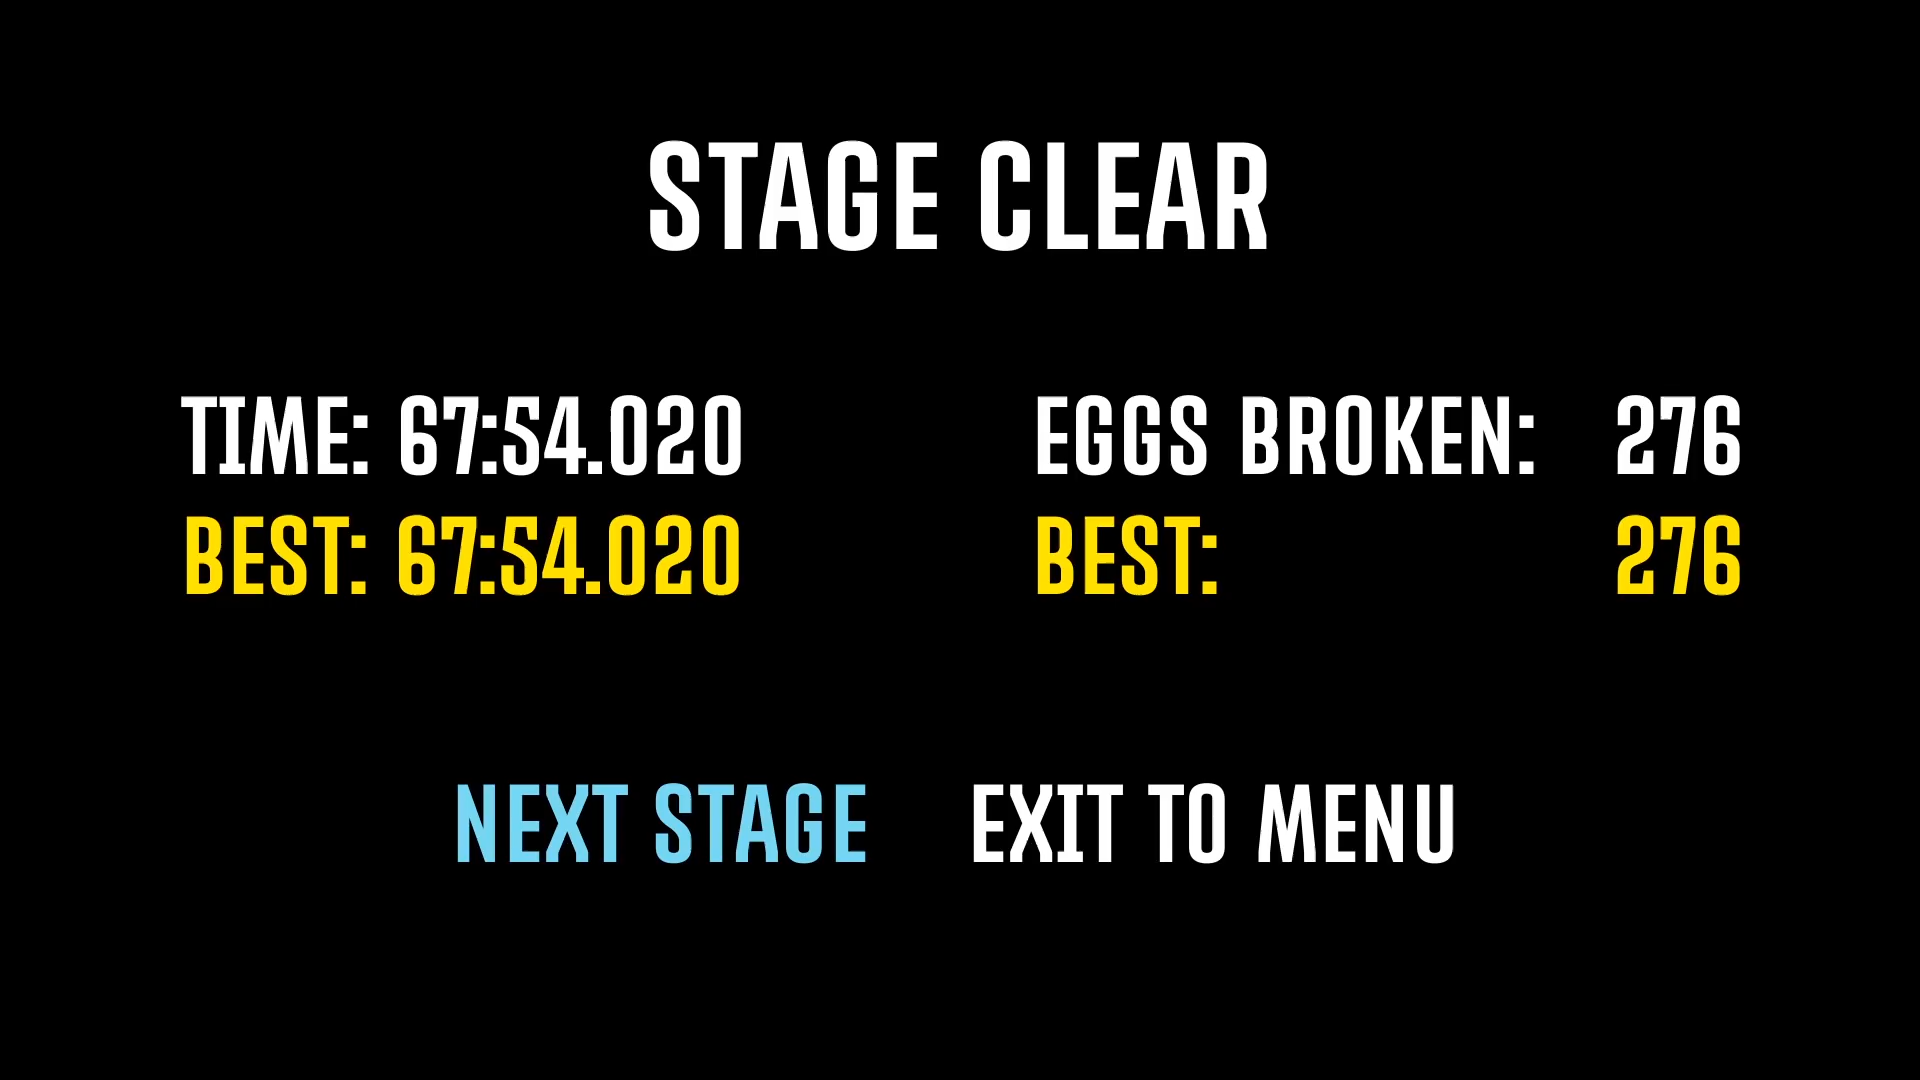 STAGE CLEAR
TIME: 67:54.020
BEST: 67:54.020
EGGS BROKEN: 276
BEST: 276
NEXT STAGE
EXIT TO MENU